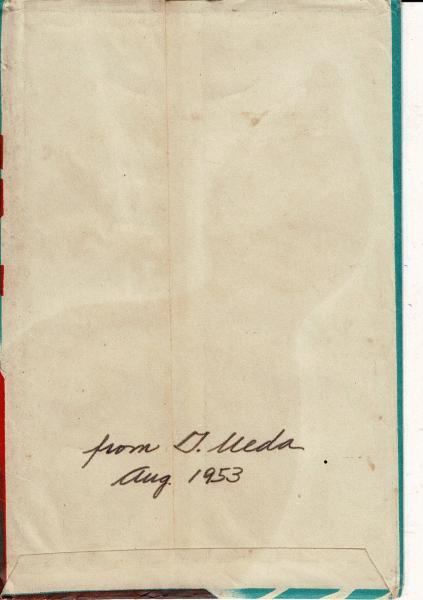 from G. Ueda
Aug. 1953